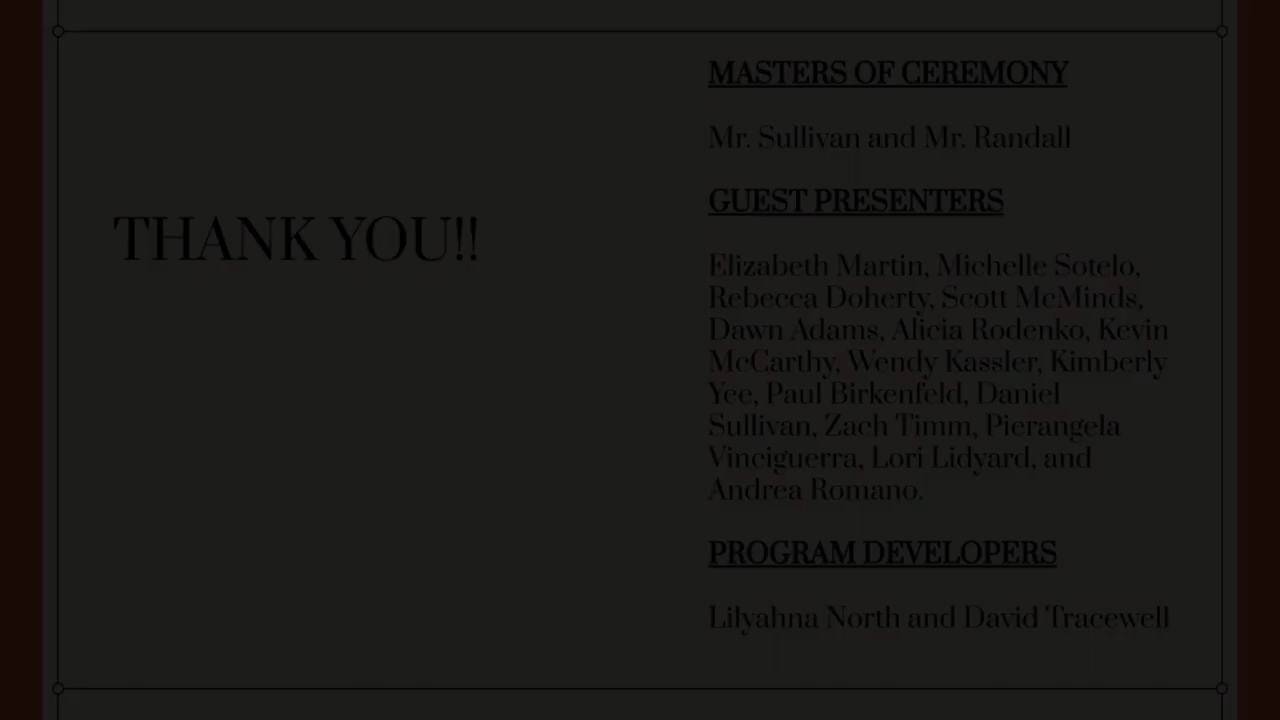 THANK YOU!!
MASTERS OF CEREMONY
Mr. Sullivan and Mr. Randall
GUEST PRESENTERS
Elizabeth Martin, Michelle Sotelo,
Rebecca Doherty, Scott McMinds,
Dawn Adams, Alicia Rodenko, Kevin
McCarthy, Wendy Kassler, Kimberly
Yee, Paul Birkenfeld, Daniel
Sullivan, Zach Timm, Pierangela
Vinciguerra, Lori Lidyard, and
Andrea Romano.
PROGRAM DEVELOPERS
Lilyahna North and David Tracewell